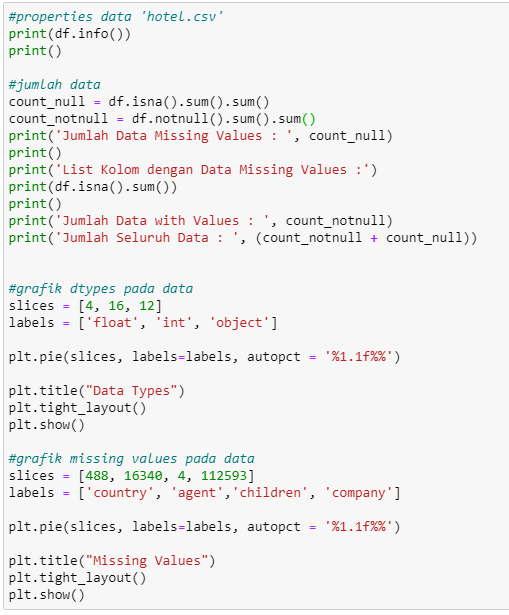 #properties data 'hotel.csv'
print(df.info())
print()
#jumlah data
count_null = df.isna().sum().sum()
count_notnull = df.notnull().sum().sum()
print('Jumlah Data Missing Values : ', count_null)
print()
print('List Kolom dengan Data Missing Values :')
print(df.isna().sum())
print()
print('Jumlah Data with Values : ', count_notnull)
print('Jumlah Seluruh Data : ', (count_notnull + count_null))
#grafik dtypes pada data
slices = [4, 16, 12]
labels = ['float', 'int', 'object']
plt.pie(slices, labels=labels, autopct = '%1.1f%%')
plt.title("Data Types")
plt.tight_layout()
plt.show()
#grafik missing values pada data
slices = [488, 16340, 4, 112593]
labels = ['country', 'agent','children', 'company']
plt.pie(slices, labels=labels, autopct = '%1.1f%%')
plt.title("Missing Values")
plt.tight_layout()
plt.show()